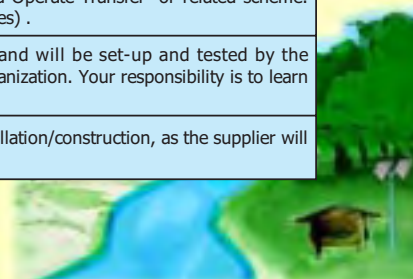 d Operate Transfer" or related scheme.
es) .
and will be set-up and tested by the
anization. Your responsibility is to learn
llation/construction, as the supplier will